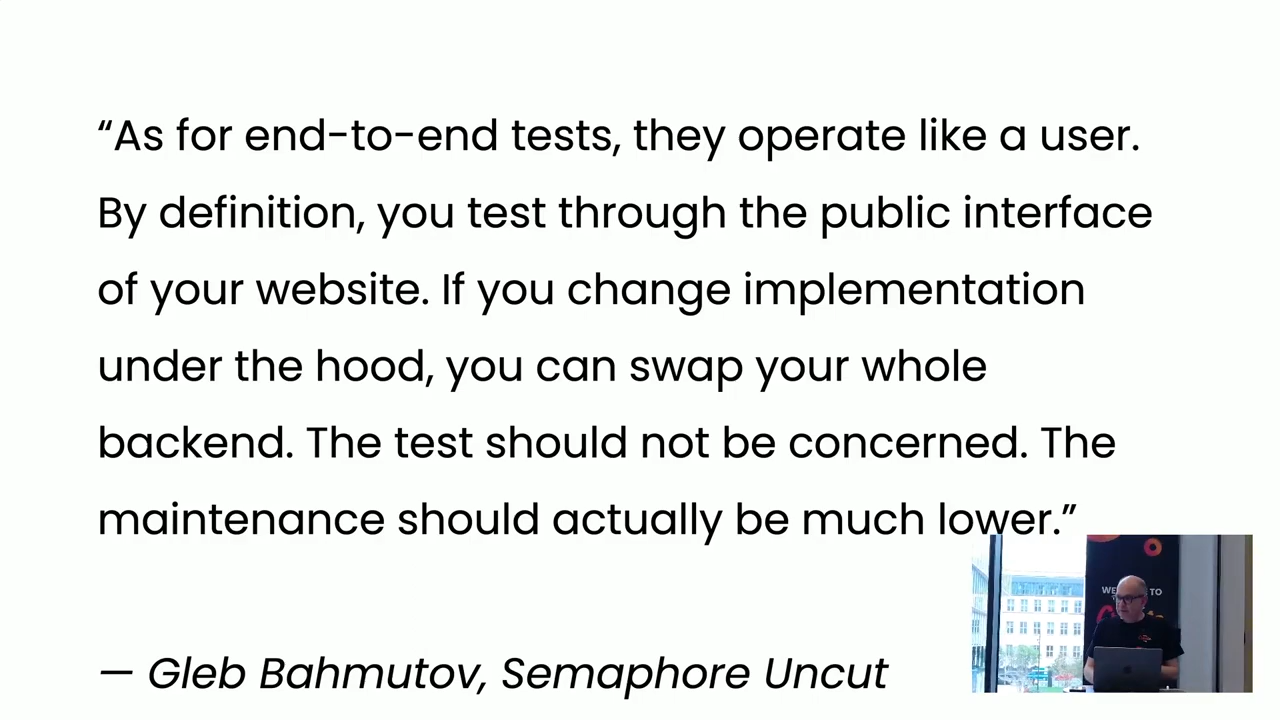 “As for end-to-end tests, they operate like a user.
By definition, you test through the public interface
of your website. If you change implementation
under the hood, you can swap your whole
backend. The test should not be concerned. The
maintenance should actually be much lower.”
— Gleb Bahmutov, Semaphore Uncut
TO